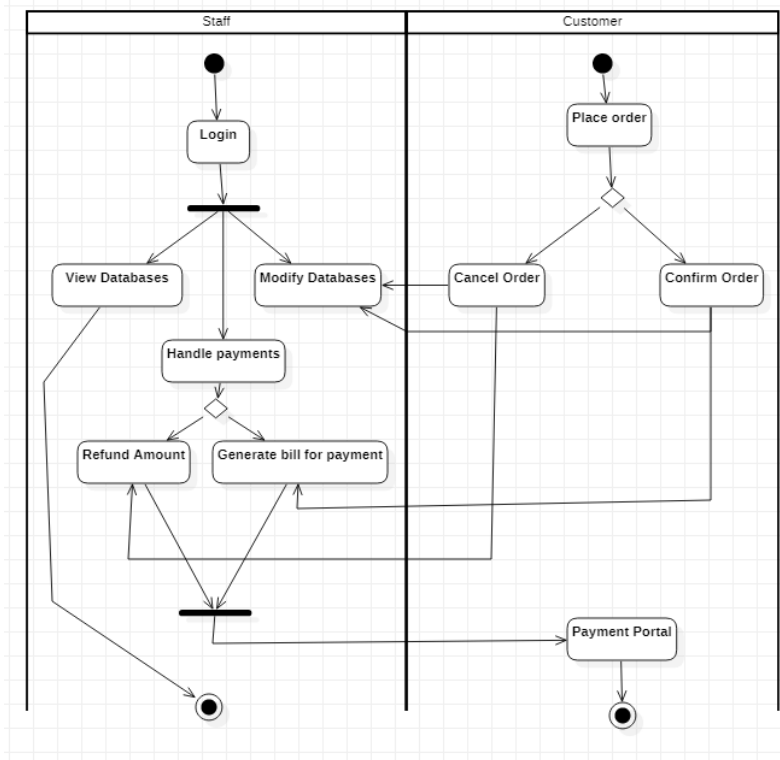 Staff
Customer
Place order
Login
View Databases
Modify Databases
Cancel Order
Confirm Order
Handle payments
Refund Amount
Generate bill for payment
Payment Portal